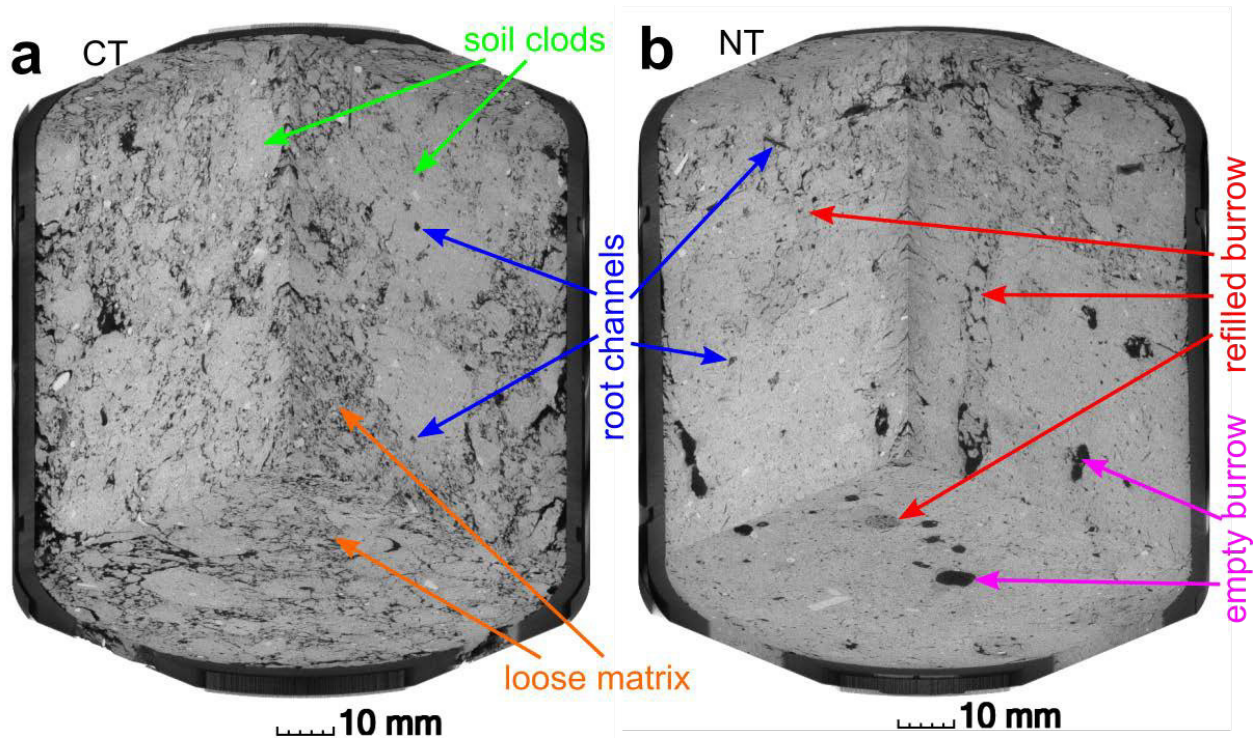 a CT
soil clods
b NT
root channels
refilled burrow
empty burrow
loose matrix
10 mm
10 mm